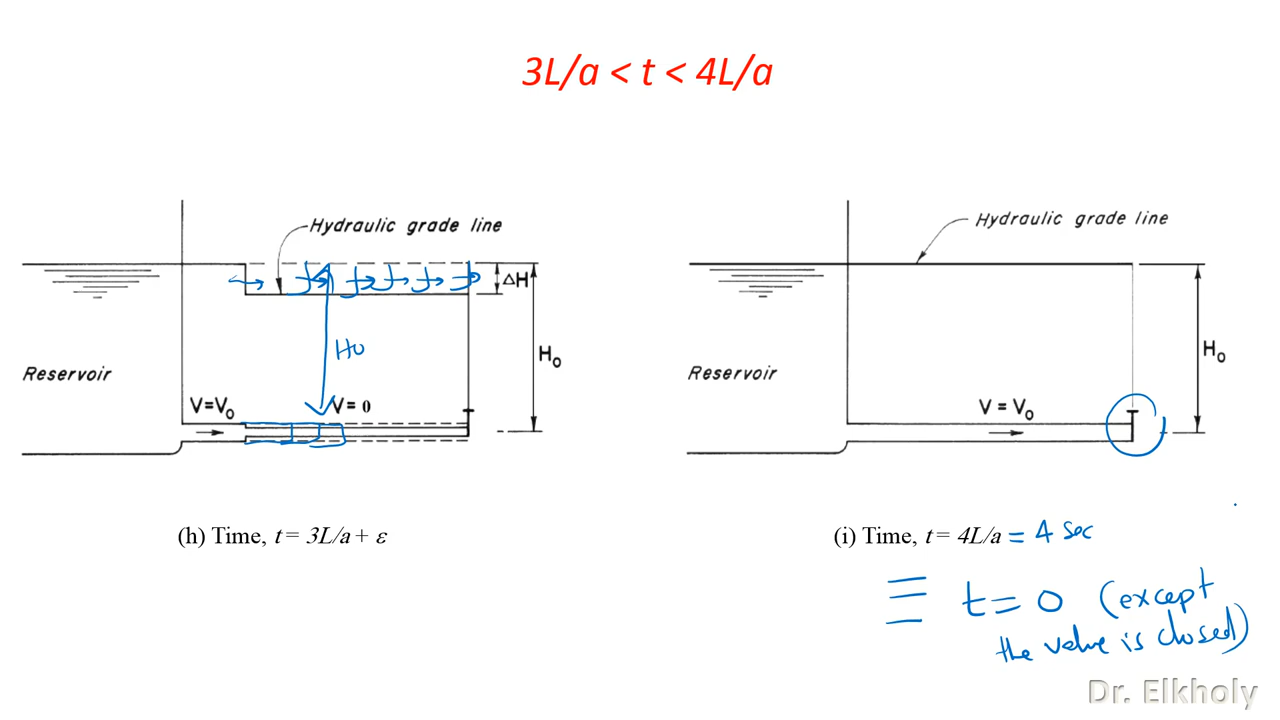 3L/a < t < 4L/a
Hydraulic grade line
ΔH
Ho
H₀
Reservoir
V=V₀
V= 0
(h) Time, t = 3L/a + ε
Hydraulic grade line
H₀
Reservoir
V = V₀
(i) Time, t = 4L/a = 4 sec
≡ t = 0 (except
the valve is closed)
Dr. Elkholy